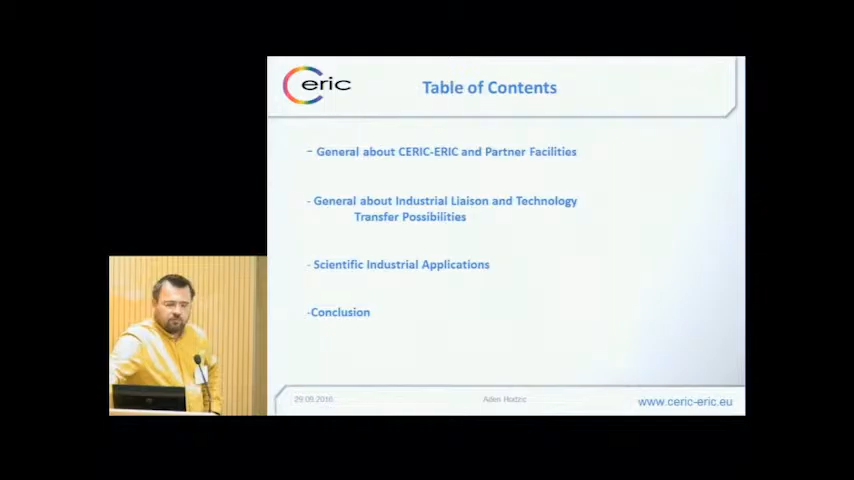 eric
Table of Contents
- General about CERIC-ERIC and Partner Facilities
- General about Industrial Liaison and Technology
Transfer Possibilities
- Scientific Industrial Applications
-Conclusion
29.09.2016
Ades Hodzic
www.ceric-eric.eu